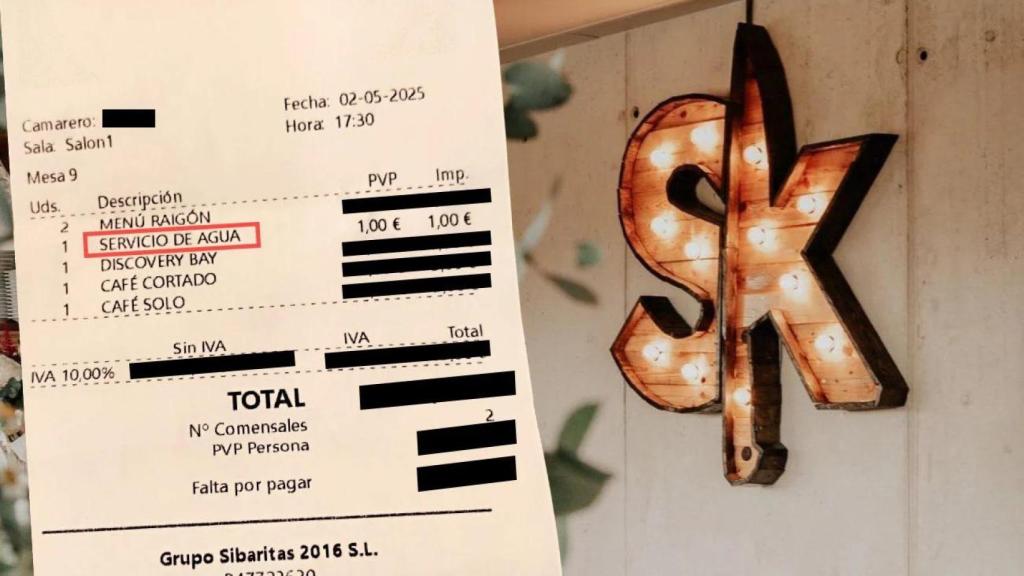 Camarero:
Fecha: 02-05-2025
Sala: Salon1
Hora: 17:30
Mesa 9
Uds. Descripción PVP Imp.
2 MENÚ RAIGÓN
1 SERVICIO DE AGUA 1,00 € 1,00 €
1 DISCOVERY BAY
1 CAFÉ CORTADO
1 CAFÉ SOLO
Sin IVA IVA Total
IVA 10,00%
TOTAL
Nº Comensales 2
PVP Persona
Falta por pagar
Grupo Sibaritas 2016 S.L.
SK